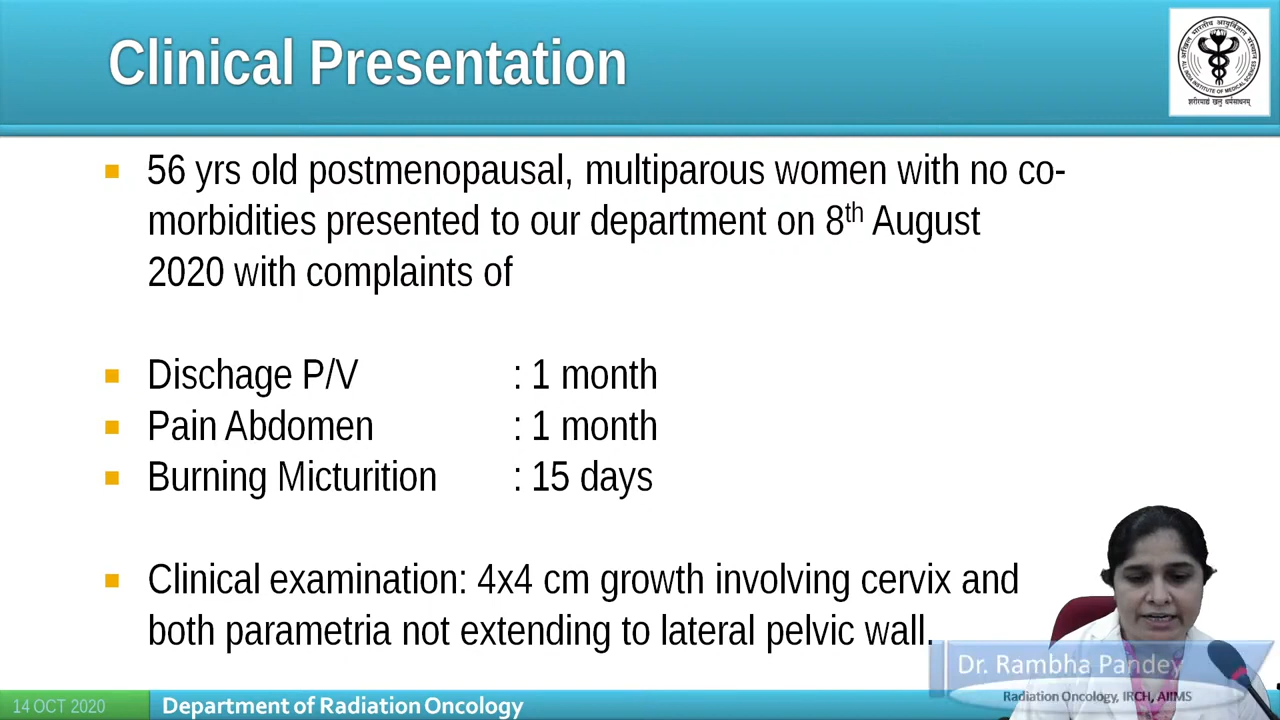 Clinical Presentation
56 yrs old postmenopausal, multiparous women with no co-
morbidities presented to our department on 8th August
2020 with complaints of
Dischage P/V : 1 month
Pain Abdomen : 1 month
Burning Micturition : 15 days
Clinical examination: 4x4 cm growth involving cervix and
both parametria not extending to lateral pelvic wall.
Dr. Rambha Pandey
Radiation Oncology, IRCH, AIIMS
14 OCT 2020
Department of Radiation Oncology